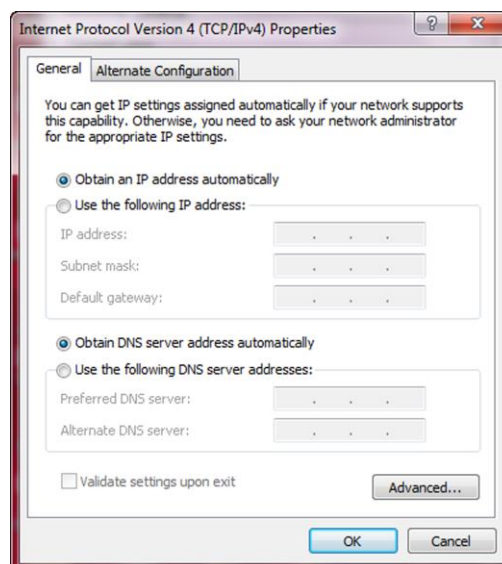 Internet Protocol Version 4 (TCP/IPv4) Properties
?
General
Alternate Configuration
You can get IP settings assigned automatically if your network supports
this capability. Otherwise, you need to ask your network administrator
for the appropriate IP settings.
Obtain an IP address automatically
Use the following IP address:
IP address:
Subnet mask:
Default gateway:
Obtain DNS server address automatically
Use the following DNS server addresses:
Preferred DNS server:
Alternate DNS server:
Validate settings upon exit
Advanced...
OK
Cancel